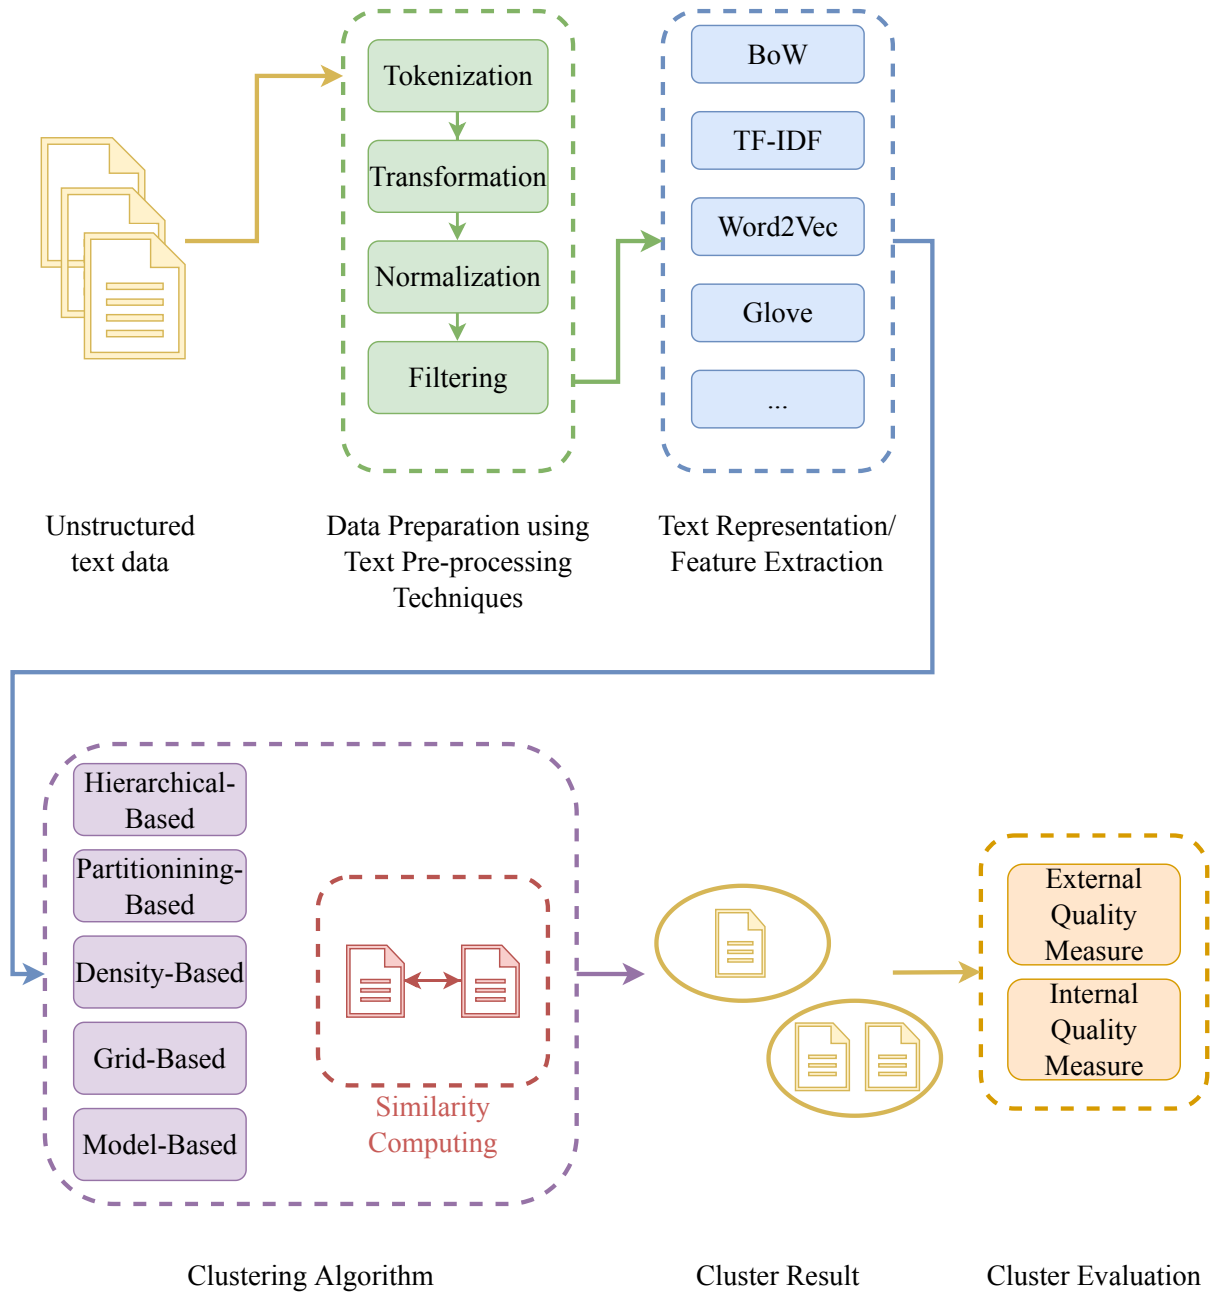 Tokenization
Transformation
Normalization
Filtering
BoW
TF-IDF
Word2Vec
Glove
...
Unstructured
text data
Data Preparation using
Text Pre-processing
Techniques
Text Representation/
Feature Extraction
Hierarchical-
Based
Partitionining-
Based
Density-Based
Grid-Based
Model-Based
Similarity
Computing
External
Quality
Measure
Internal
Quality
Measure
Clustering Algorithm
Cluster Result
Cluster Evaluation